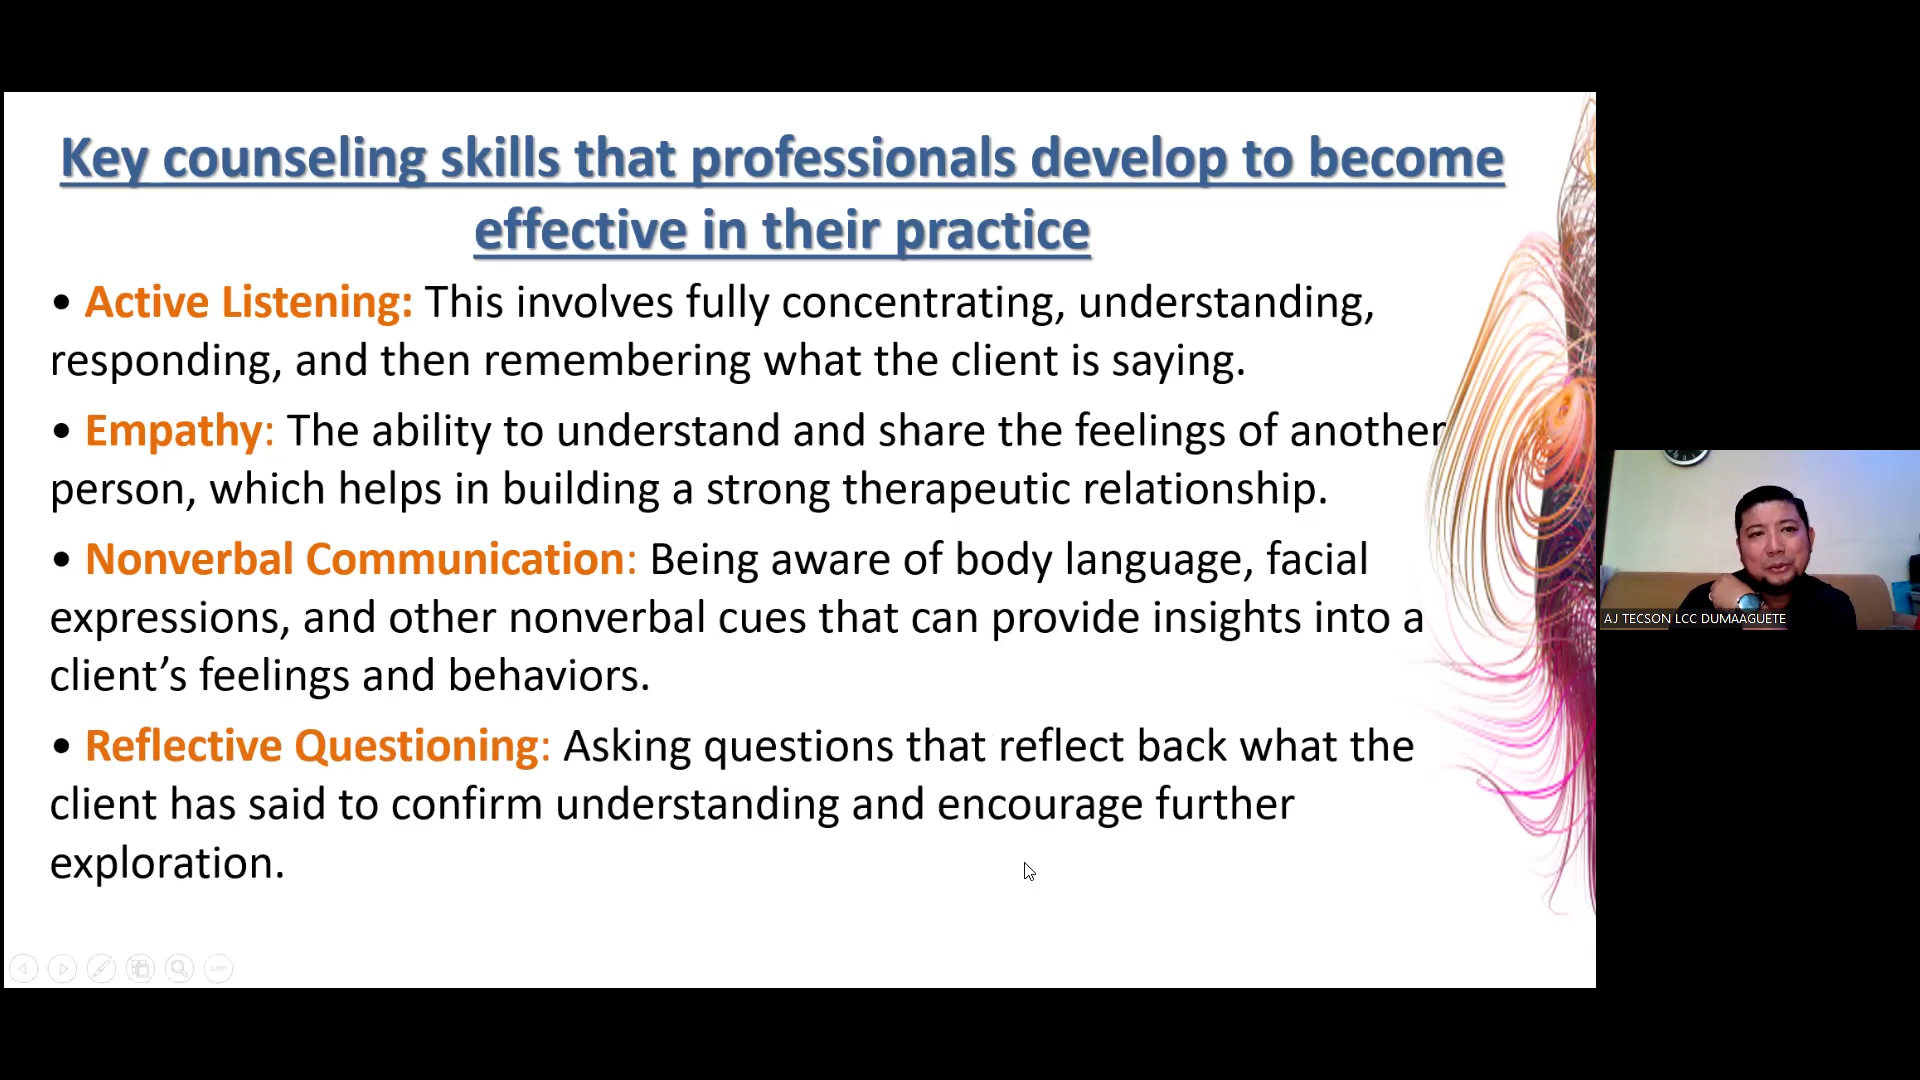 Key counseling skills that professionals develop to become
effective in their practice
• Active Listening: This involves fully concentrating, understanding,
responding, and then remembering what the client is saying.
• Empathy: The ability to understand and share the feelings of another
person, which helps in building a strong therapeutic relationship.
• Nonverbal Communication: Being aware of body language, facial
expressions, and other nonverbal cues that can provide insights into a
client’s feelings and behaviors.
• Reflective Questioning: Asking questions that reflect back what the
client has said to confirm understanding and encourage further
exploration.
AJ TECSON LCC DUMAAGUETE